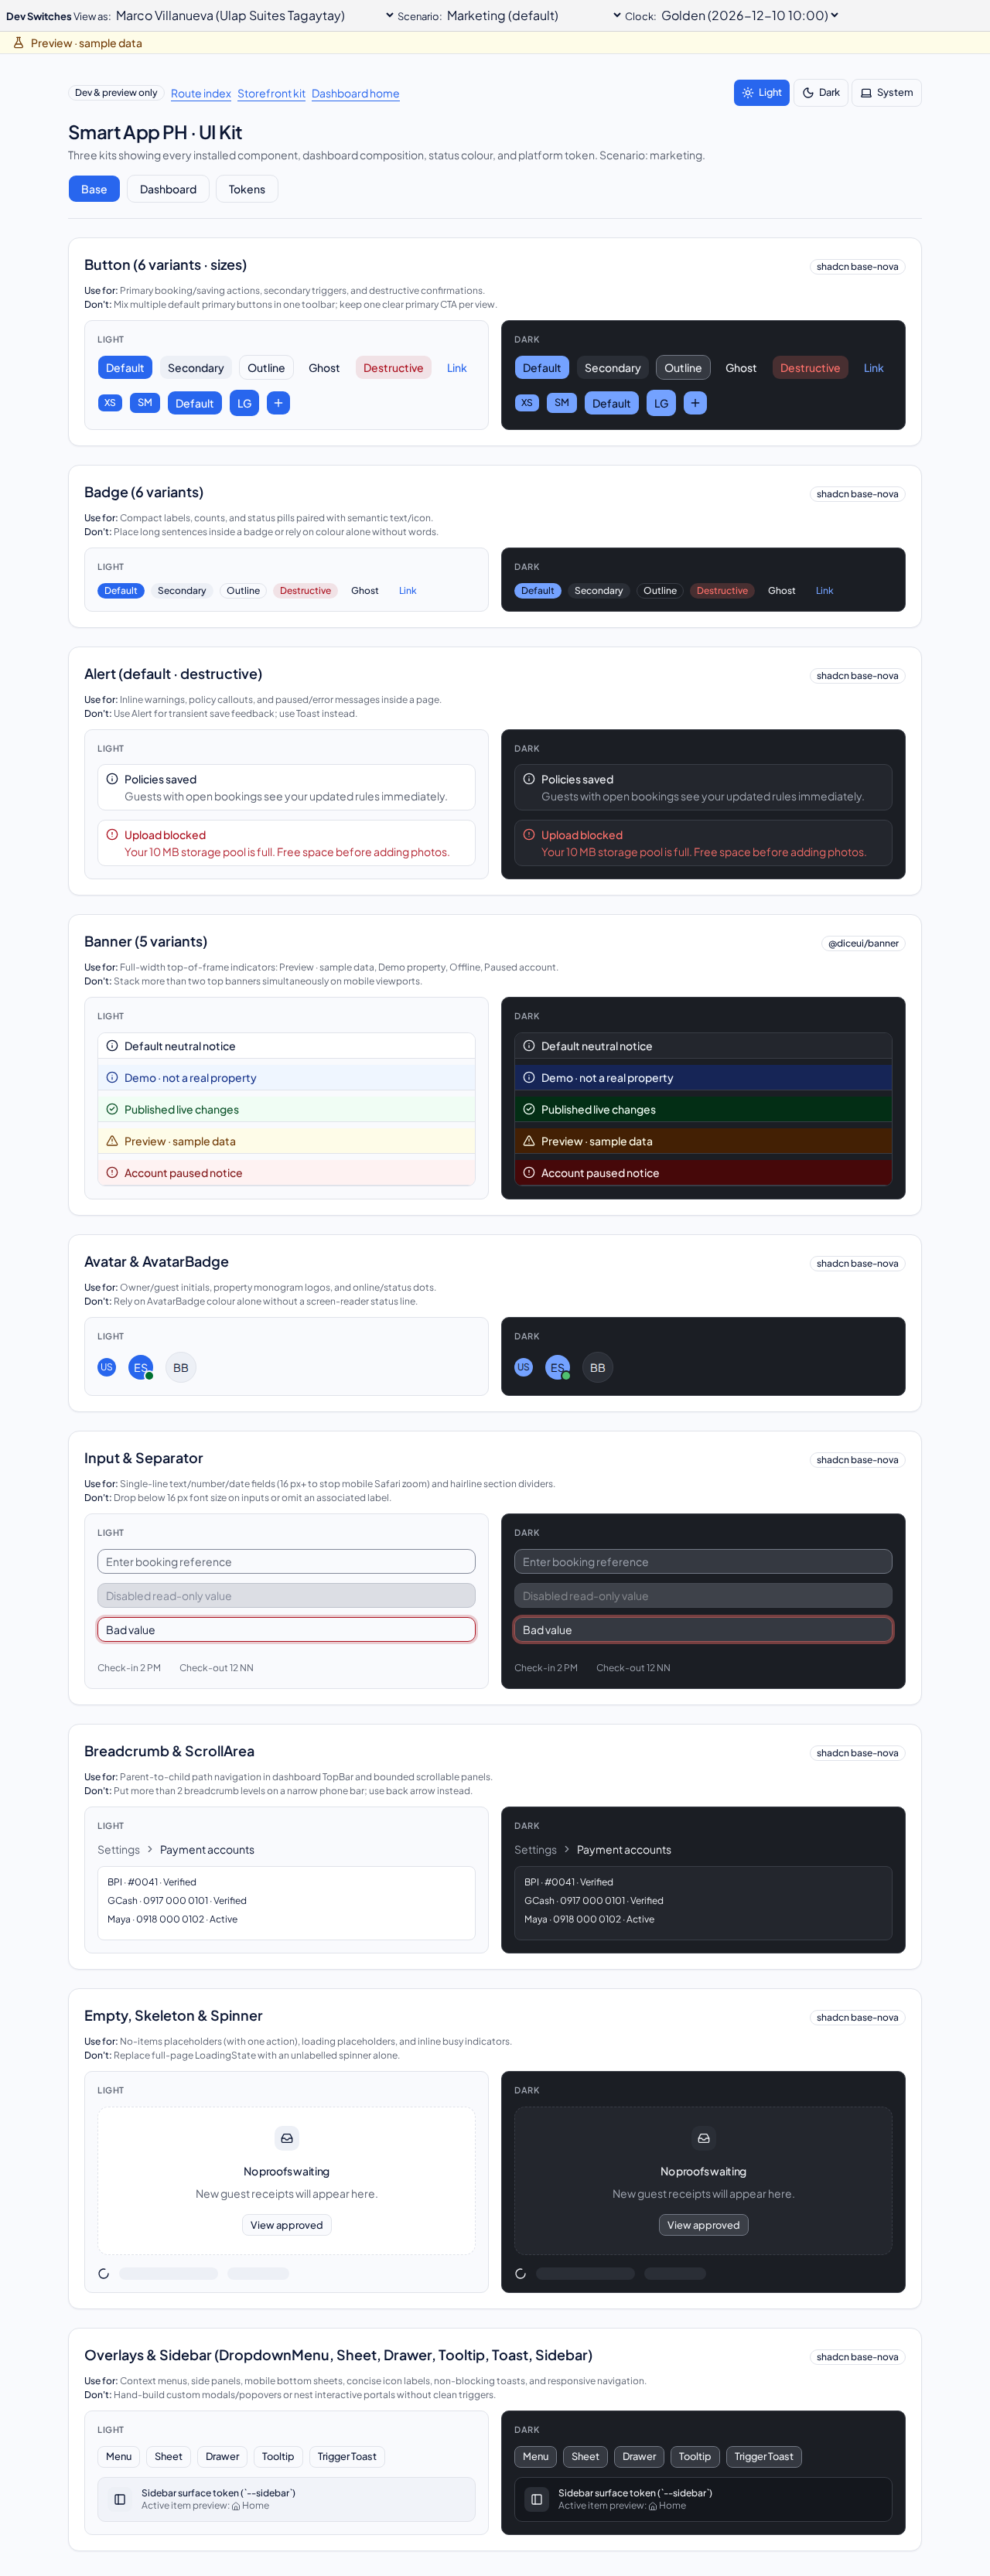 Dev Switches View as: Marco Villanueva (Ulap Suites Tagaytay) Scenario: Marketing (default) Clock: Golden (2026-12-10 10:00)
Preview · sample data
Dev & preview only Route index Storefront kit Dashboard home Light Dark System
Smart App PH · UI Kit
Three kits showing every installed component, dashboard composition, status colour, and platform token. Scenario: marketing.
Base Dashboard Tokens
Button (6 variants · sizes) shadcn base-nova
Use for: Primary booking/saving actions, secondary triggers, and destructive confirmations.
Don't: Mix multiple default primary buttons in one toolbar; keep one clear primary CTA per view.
LIGHT
Default Secondary Outline Ghost Destructive Link
XS SM Default LG
DARK
Default Secondary Outline Ghost Destructive Link
XS SM Default LG
Badge (6 variants) shadcn base-nova
Use for: Compact labels, counts, and status pills paired with semantic text/icon.
Don't: Place long sentences inside a badge or rely on colour alone without words.
LIGHT
Default Secondary Outline Destructive Ghost Link
DARK
Default Secondary Outline Destructive Ghost Link
Alert (default · destructive) shadcn base-nova
Use for: Inline warnings, policy callouts, and paused/error messages inside a page.
Don't: Use Alert for transient save feedback; use Toast instead.
LIGHT
Policies saved
Guests with open bookings see your updated rules immediately.
Upload blocked
Your 10 MB storage pool is full. Free space before adding photos.
DARK
Policies saved
Guests with open bookings see your updated rules immediately.
Upload blocked
Your 10 MB storage pool is full. Free space before adding photos.
Banner (5 variants) @diceui/banner
Use for: Full-width top-of-frame indicators: Preview · sample data, Demo property, Offline, Paused account.
Don't: Stack more than two top banners simultaneously on mobile viewports.
LIGHT
Default neutral notice
Demo · not a real property
Published live changes
Preview · sample data
Account paused notice
DARK
Default neutral notice
Demo · not a real property
Published live changes
Preview · sample data
Account paused notice
Avatar & AvatarBadge shadcn base-nova
Use for: Owner/guest initials, property monogram logos, and online/status dots.
Don't: Rely on AvatarBadge colour alone without a screen-reader status line.
LIGHT
US ES BB
DARK
US ES BB
Input & Separator shadcn base-nova
Use for: Single-line text/number/date fields (16 px+ to stop mobile Safari zoom) and hairline section dividers.
Don't: Drop below 16 px font size on inputs or omit an associated label.
LIGHT
Enter booking reference
Disabled read-only value
Bad value
Check-in 2 PM Check-out 12 NN
DARK
Enter booking reference
Disabled read-only value
Bad value
Check-in 2 PM Check-out 12 NN
Breadcrumb & ScrollArea shadcn base-nova
Use for: Parent-to-child path navigation in dashboard TopBar and bounded scrollable panels.
Don't: Put more than 2 breadcrumb levels on a narrow phone bar; use back arrow instead.
LIGHT
Settings > Payment accounts
BPI · #0041 · Verified
GCash · 0917 000 0101 · Verified
Maya · 0918 000 0102 · Active
DARK
Settings > Payment accounts
BPI · #0041 · Verified
GCash · 0917 000 0101 · Verified
Maya · 0918 000 0102 · Active
Empty, Skeleton & Spinner shadcn base-nova
Use for: No-items placeholders (with one action), loading placeholders, and inline busy indicators.
Don't: Replace full-page LoadingState with an unlabelled spinner alone.
LIGHT
No proofs waiting
New guest receipts will appear here.
View approved
DARK
No proofs waiting
New guest receipts will appear here.
View approved
Overlays & Sidebar (DropdownMenu, Sheet, Drawer, Tooltip, Toast, Sidebar) shadcn base-nova
Use for: Context menus, side panels, mobile bottom sheets, concise icon labels, non-blocking toasts, and responsive navigation.
Don't: Hand-build custom modals/popovers or nest interactive portals without clean triggers.
LIGHT
Menu Sheet Drawer Tooltip Trigger Toast
Sidebar surface token (`--sidebar`)
Active item preview: Home
DARK
Menu Sheet Drawer Tooltip Trigger Toast
Sidebar surface token (`--sidebar`)
Active item preview: Home